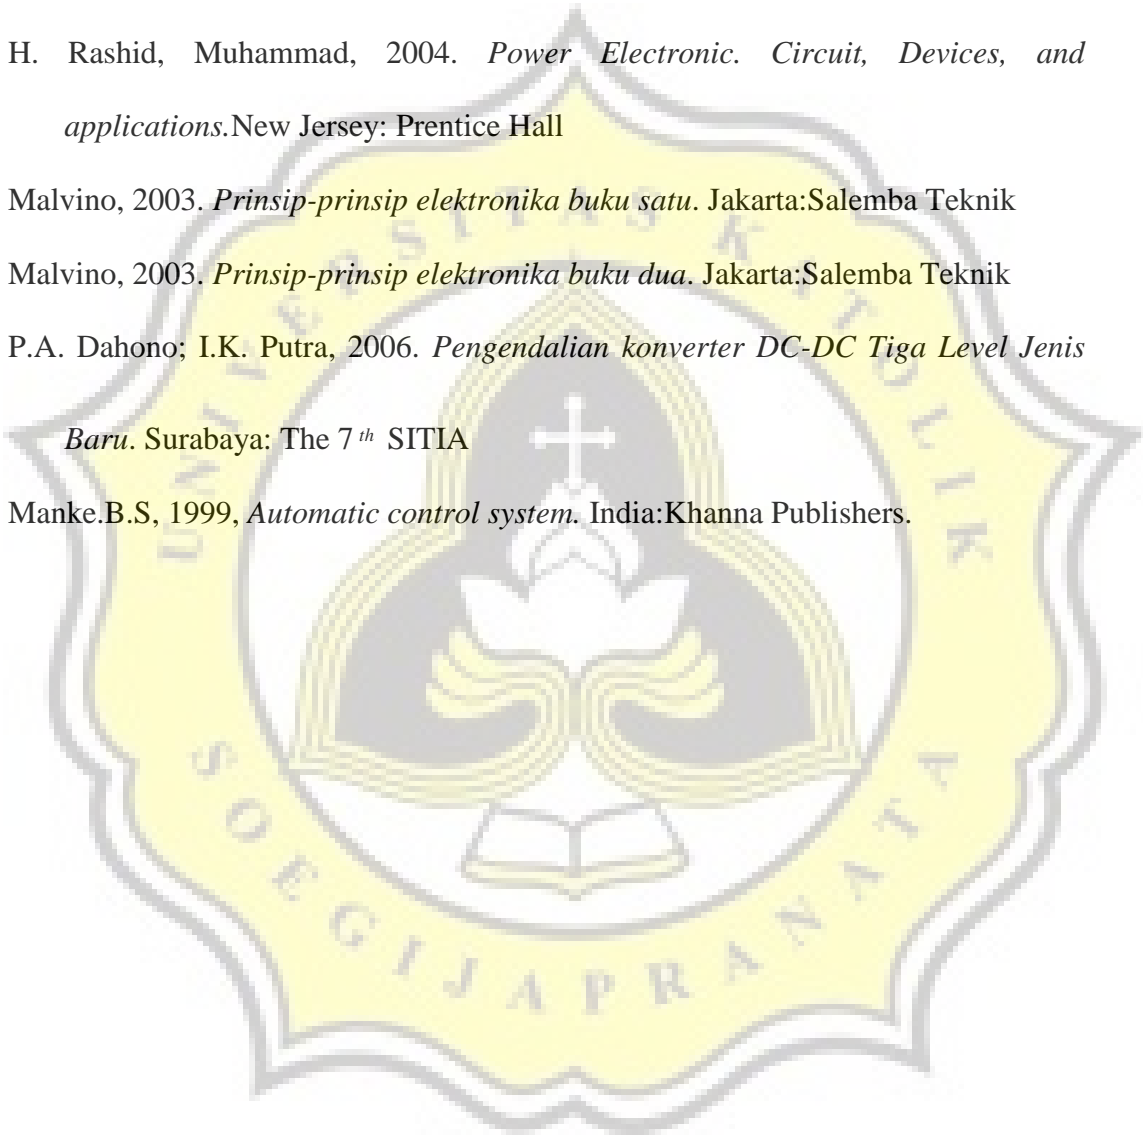 H. Rashid, Muhammad, 2004. Power Electronic. Circuit, Devices, and
applications.New Jersey: Prentice Hall
Malvino, 2003. Prinsip-prinsip elektronika buku satu. Jakarta:Salemba Teknik
Malvino, 2003. Prinsip-prinsip elektronika buku dua. Jakarta:Salemba Teknik
P.A. Dahono; I.K. Putra, 2006. Pengendalian konverter DC-DC Tiga Level Jenis
Baru. Surabaya: The 7 th SITIA
Manke.B.S, 1999, Automatic control system. India:Khanna Publishers.
UNIVERSITAS KATOLIK
SOEGIJAPRANATA